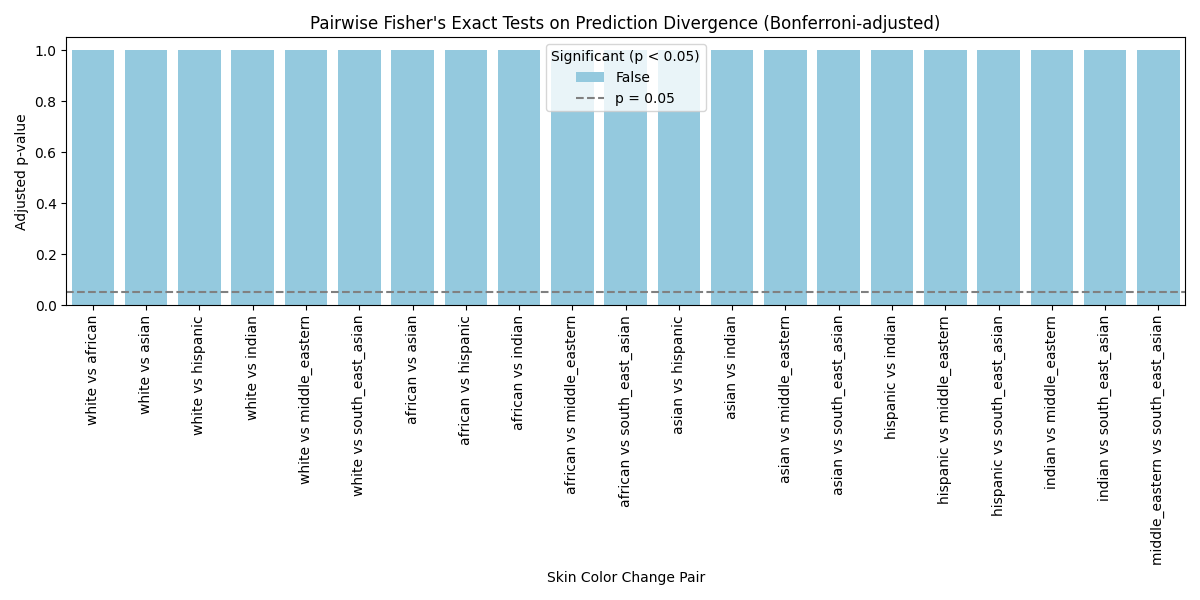 Pairwise Fisher's Exact Tests on Prediction Divergence (Bonferroni-adjusted)
Significant (p < 0.05)
False
p = 0.05
Adjusted p-value
1.0
0.8
0.6
0.4
0.2
0.0
white vs african
white vs asian
white vs hispanic
white vs indian
white vs middle_eastern
white vs south_east_asian
african vs asian
african vs hispanic
african vs indian
african vs middle_eastern
african vs south_east_asian
asian vs hispanic
asian vs indian
asian vs middle_eastern
asian vs south_east_asian
hispanic vs indian
hispanic vs middle_eastern
hispanic vs south_east_asian
indian vs middle_eastern
indian vs south_east_asian
middle_eastern vs south_east_asian
Skin Color Change Pair